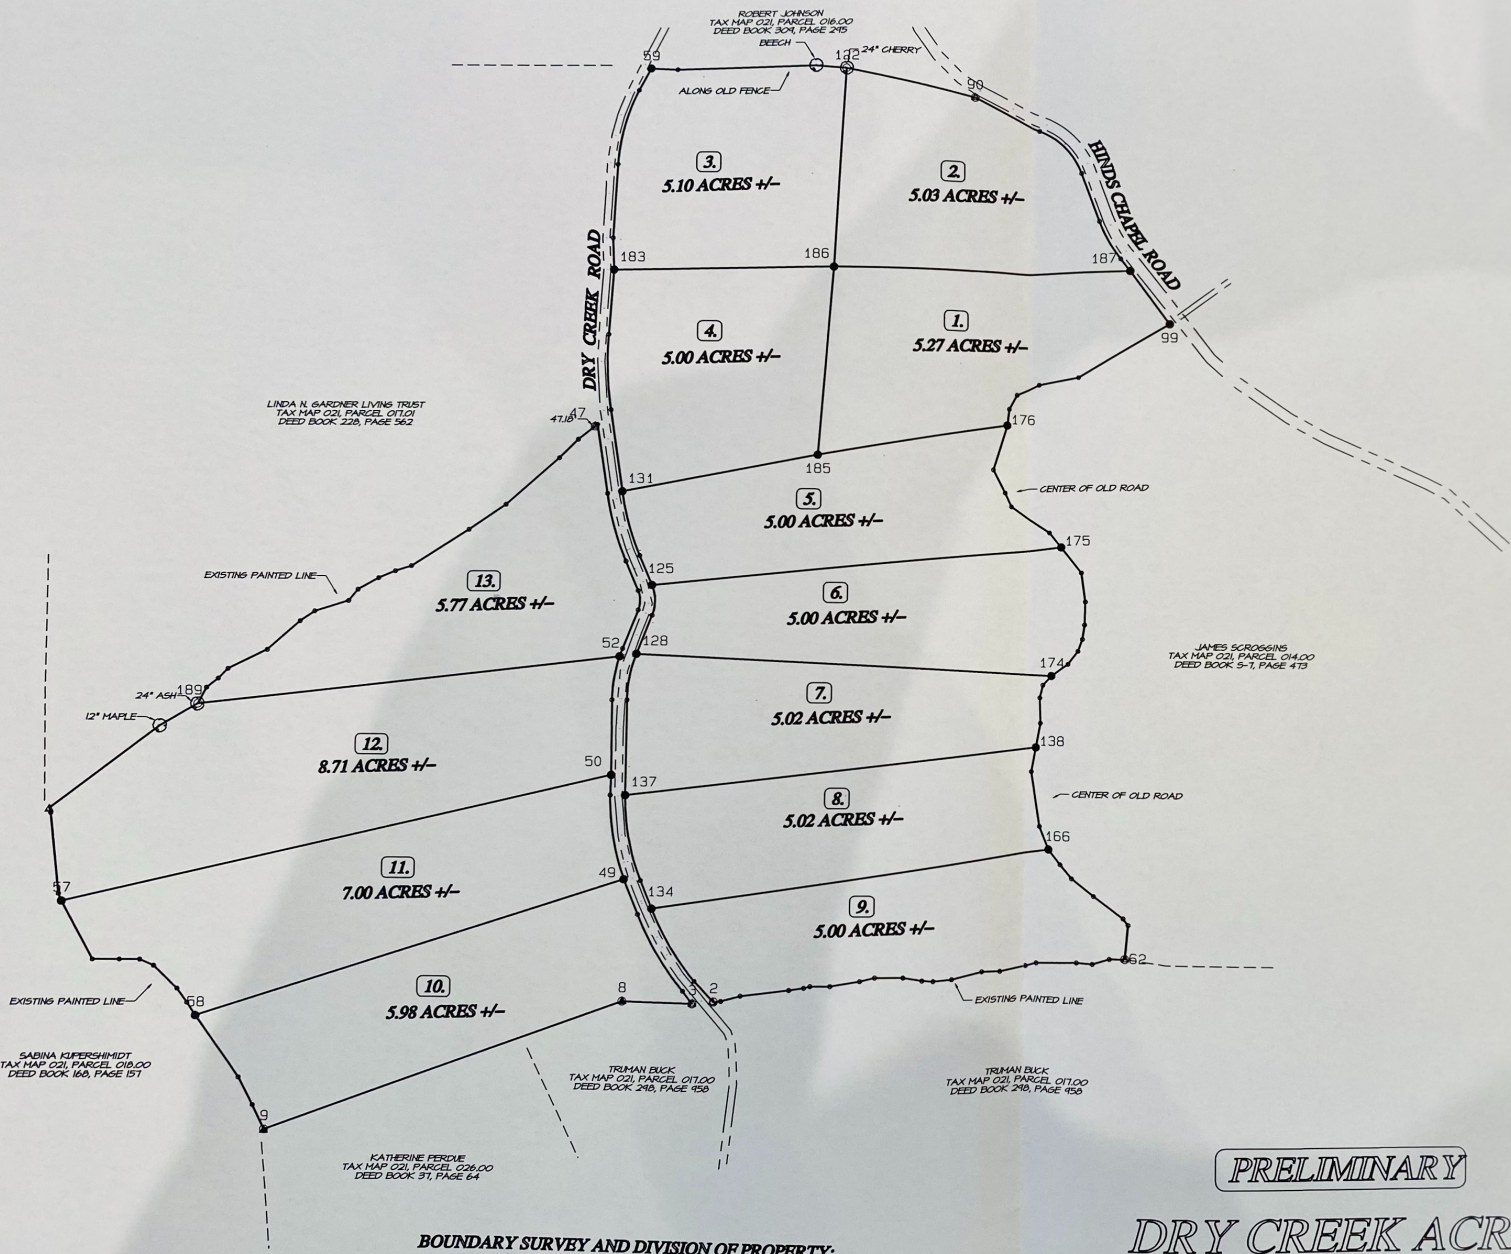 ROBERT JOHNSON
TAX MAP 021, PARCEL 016.00
DEED BOOK 309, PAGE 295
BEECH
59
122
24" CHERRY
90
ALONG OLD FENCE
HINDS CHAPEL ROAD
3.
5.10 ACRES +/-
2.
5.03 ACRES +/-
DRY CREEK ROAD
183
186
187
4.
5.00 ACRES +/-
1.
5.27 ACRES +/-
99
LINDA N. GARDNER LIVING TRUST
TAX MAP 021, PARCEL 017.01
DEED BOOK 228, PAGE 562
47.18
47
176
185
131
CENTER OF OLD ROAD
5.
5.00 ACRES +/-
175
EXISTING PAINTED LINE
13.
5.77 ACRES +/-
125
6.
5.00 ACRES +/-
52
128
174
JAMES SCROGGINS
TAX MAP 021, PARCEL 014.00
DEED BOOK S-7, PAGE 473
24" ASH
189
12" MAPLE
7.
5.02 ACRES +/-
12.
8.71 ACRES +/-
138
50
137
4
8.
5.02 ACRES +/-
CENTER OF OLD ROAD
166
11.
7.00 ACRES +/-
49
57
134
9.
5.00 ACRES +/-
62
10.
5.98 ACRES +/-
8
3
2
EXISTING PAINTED LINE
68
EXISTING PAINTED LINE
SABINA KUPERSHIMIDT
TAX MAP 021, PARCEL 018.00
DEED BOOK 168, PAGE 157
TRUMAN BUCK
TAX MAP 021, PARCEL 017.00
DEED BOOK 298, PAGE 958
TRUMAN BUCK
TAX MAP 021, PARCEL 017.00
DEED BOOK 298, PAGE 958
9
KATHERINE PERDUE
TAX MAP 021, PARCEL 026.00
DEED BOOK 37, PAGE 64
PRELIMINARY
DRY CREEK ACR
BOUNDARY SURVEY AND DIVISION OF PROPERTY: